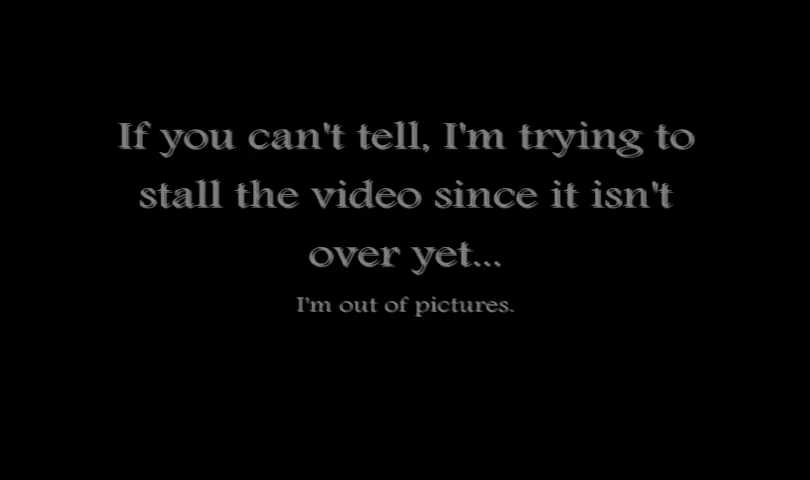 If you can't tell, I'm trying to
stall the video since it isn't
over yet...
I'm out of pictures.